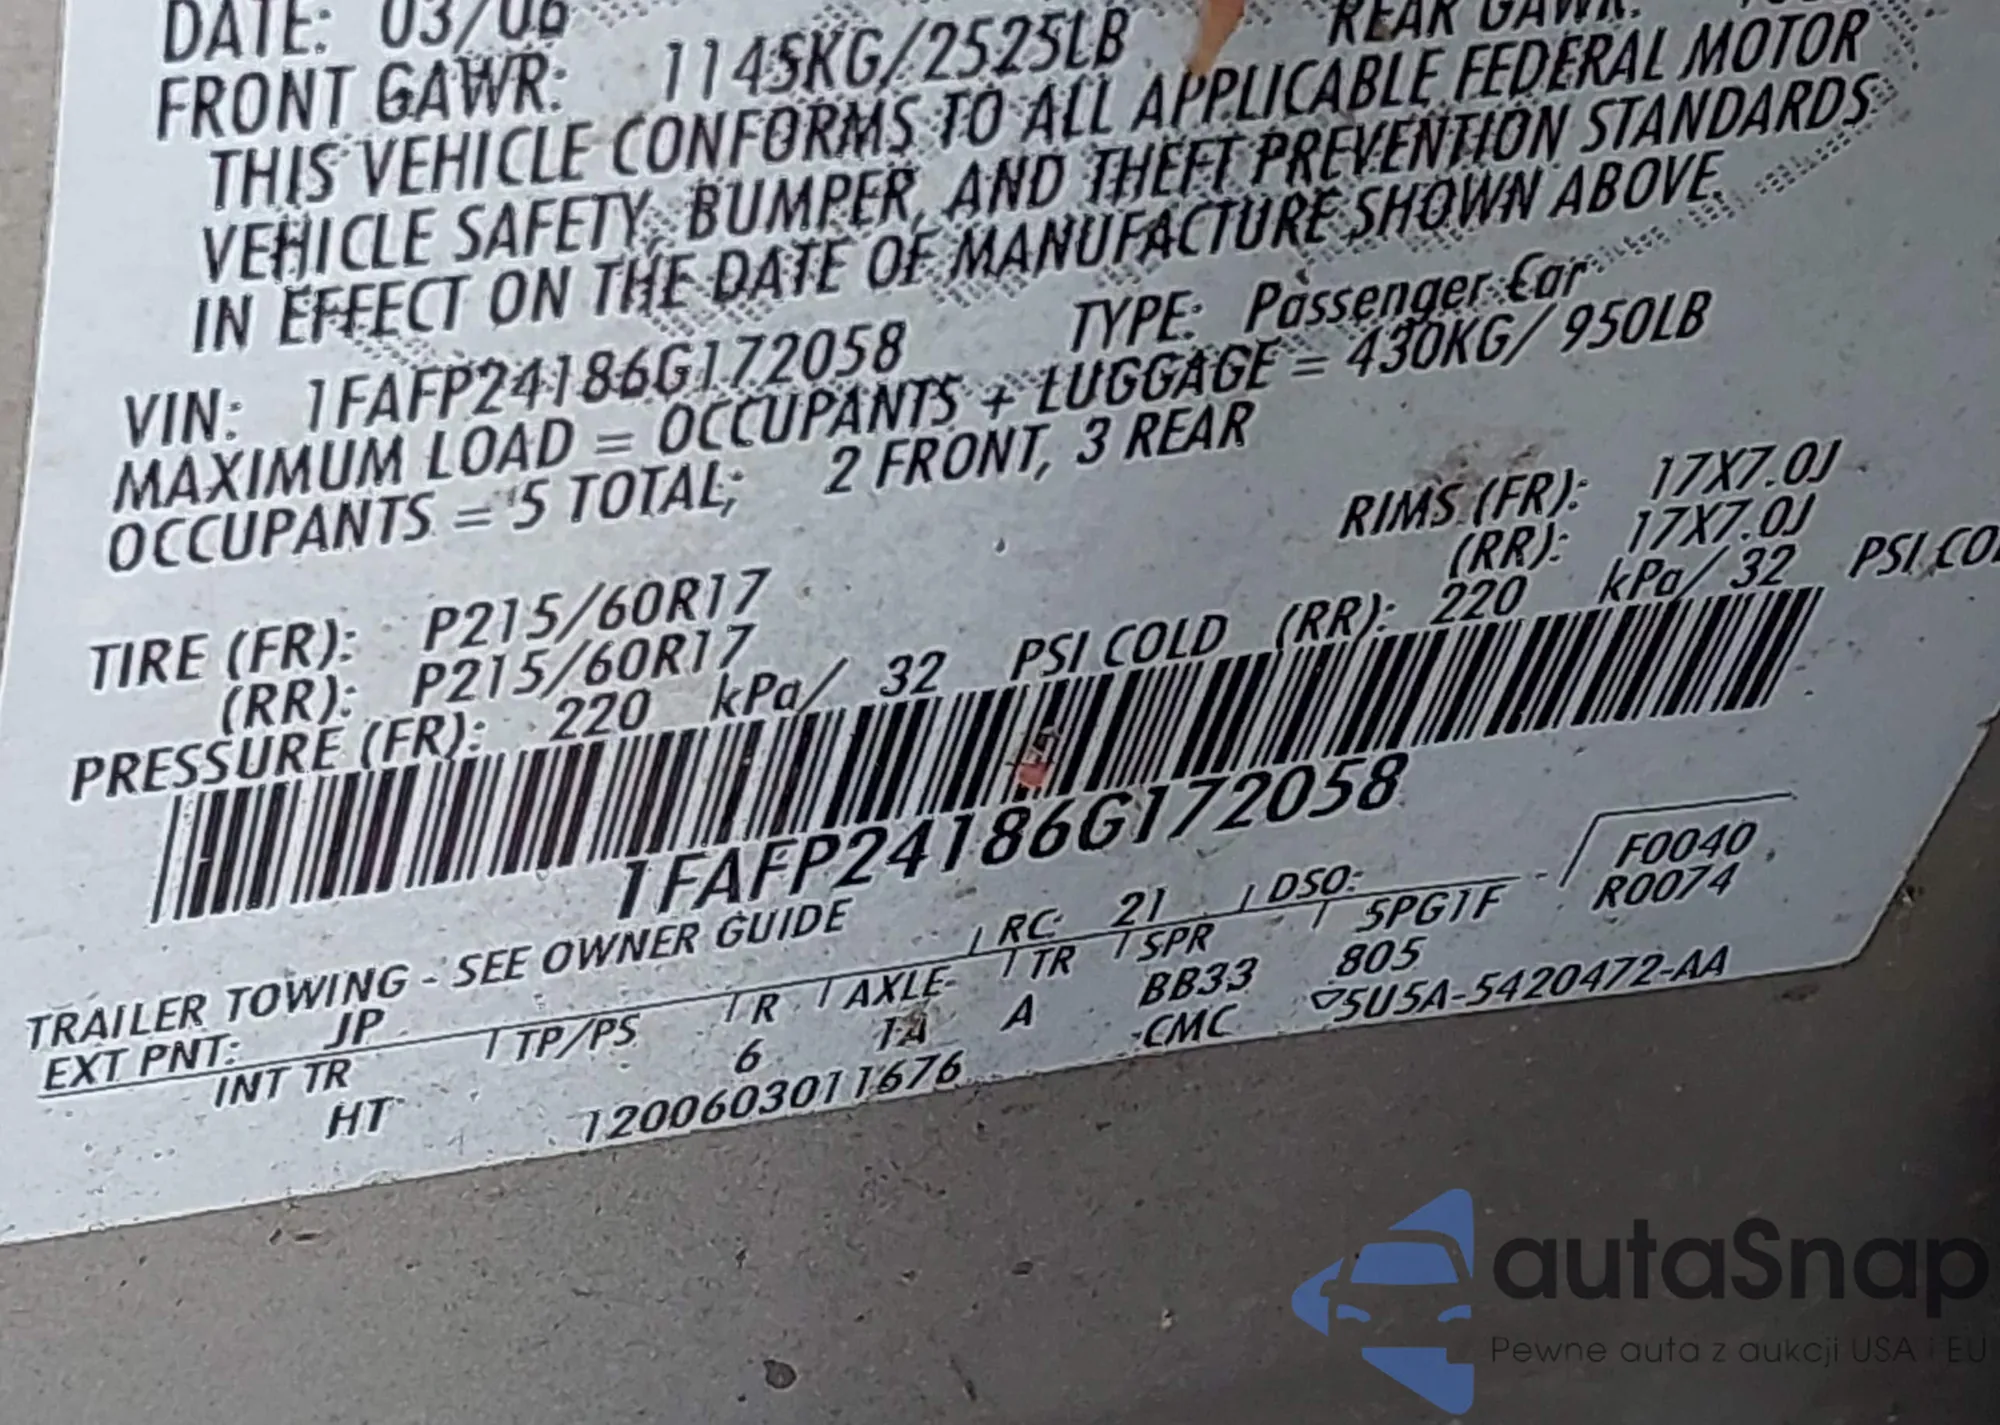 DATE: 03/06
FRONT GAWR: 1145KG/2525LB REAR GAWR:
THIS VEHICLE CONFORMS TO ALL APPLICABLE FEDERAL MOTOR
VEHICLE SAFETY, BUMPER, AND THEFT PREVENTION STANDARDS
IN EFFECT ON THE DATE OF MANUFACTURE SHOWN ABOVE.
VIN: 1FAFP24186G172058 TYPE: Passenger Car
MAXIMUM LOAD = OCCUPANTS + LUGGAGE = 430KG/ 950LB
OCCUPANTS = 5 TOTAL; 2 FRONT, 3 REAR
TIRE (FR): P215/60R17 RIMS (FR): 17X7.0J
(RR): P215/60R17 (RR): 17X7.0J
PRESSURE (FR): 220 kPa/ 32 PSI COLD (RR): 220 kPa/ 32 PSI
1FAFP24186G172058
F0040
TRAILER TOWING - SEE OWNER GUIDE R0074
EXT PNT: JP RC: 21 DSO:
INT TR TP/PS R AXLE TR SPR 5PG1F
HT 6 TA A BB33 805
1200603011676 CMC ▽5U5A-5420472-AA
autaSnap
Pewne auta z aukcji USA i EU